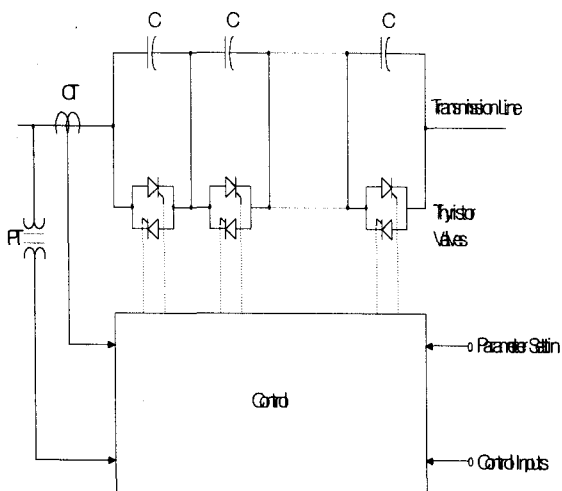 C
C
C
CT
Transmission Line
PT
Thyristor
Valves
Parameter Settin
Control
Control Inputs